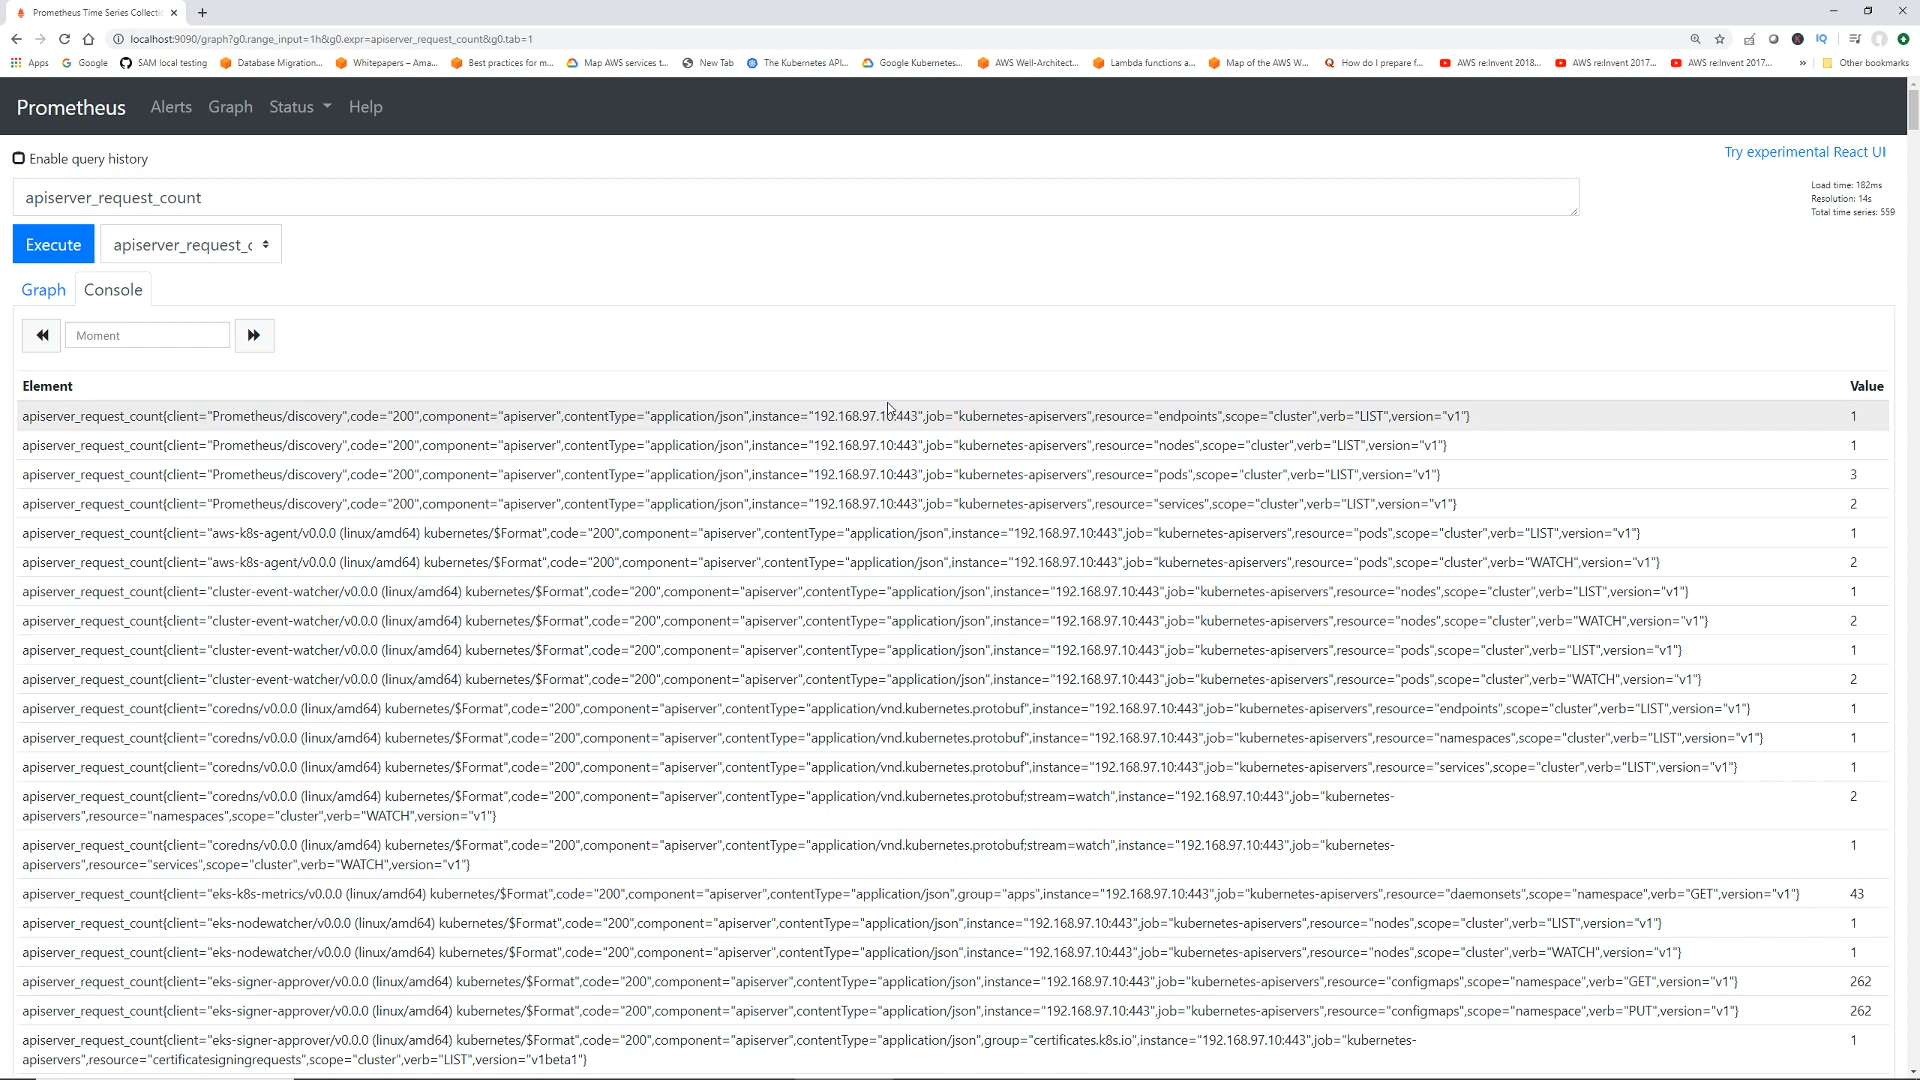 Prometheus Time Series Collectic
localhost:9090/graph?g0.range_input=1h&g0.expr=apiserver_request_count&g0.tab=1
Apps Google SAM local testing Database Migration... Whitepapers – Ama... Best practices for m... Map AWS services t... New Tab The Kubernetes API... Google Kubernetes... AWS Well-Architect... Lambda functions a... Map of the AWS W... How do I prepare f... AWS re:Invent 2018... AWS re:Invent 2017... AWS re:Invent 2017... » Other bookmarks
Prometheus Alerts Graph Status Help
Enable query history
Try experimental React UI
apiserver_request_count
Load time: 182ms
Resolution: 14s
Total time series: 559
Execute apiserver_request_c
Graph Console
Moment
Element Value
apiserver_request_count{client="Prometheus/discovery",code="200",component="apiserver",contentType="application/json",instance="192.168.97.10:443",job="kubernetes-apiservers",resource="endpoints",scope="cluster",verb="LIST",version="v1"} 1
apiserver_request_count{client="Prometheus/discovery",code="200",component="apiserver",contentType="application/json",instance="192.168.97.10:443",job="kubernetes-apiservers",resource="nodes",scope="cluster",verb="LIST",version="v1"} 1
apiserver_request_count{client="Prometheus/discovery",code="200",component="apiserver",contentType="application/json",instance="192.168.97.10:443",job="kubernetes-apiservers",resource="pods",scope="cluster",verb="LIST",version="v1"} 3
apiserver_request_count{client="Prometheus/discovery",code="200",component="apiserver",contentType="application/json",instance="192.168.97.10:443",job="kubernetes-apiservers",resource="services",scope="cluster",verb="LIST",version="v1"} 2
apiserver_request_count{client="aws-k8s-agent/v0.0.0 (linux/amd64) kubernetes/$Format",code="200",component="apiserver",contentType="application/json",instance="192.168.97.10:443",job="kubernetes-apiservers",resource="pods",scope="cluster",verb="LIST",version="v1"} 1
apiserver_request_count{client="aws-k8s-agent/v0.0.0 (linux/amd64) kubernetes/$Format",code="200",component="apiserver",contentType="application/json",instance="192.168.97.10:443",job="kubernetes-apiservers",resource="pods",scope="cluster",verb="WATCH",version="v1"} 2
apiserver_request_count{client="cluster-event-watcher/v0.0.0 (linux/amd64) kubernetes/$Format",code="200",component="apiserver",contentType="application/json",instance="192.168.97.10:443",job="kubernetes-apiservers",resource="nodes",scope="cluster",verb="LIST",version="v1"} 1
apiserver_request_count{client="cluster-event-watcher/v0.0.0 (linux/amd64) kubernetes/$Format",code="200",component="apiserver",contentType="application/json",instance="192.168.97.10:443",job="kubernetes-apiservers",resource="nodes",scope="cluster",verb="WATCH",version="v1"} 2
apiserver_request_count{client="cluster-event-watcher/v0.0.0 (linux/amd64) kubernetes/$Format",code="200",component="apiserver",contentType="application/json",instance="192.168.97.10:443",job="kubernetes-apiservers",resource="pods",scope="cluster",verb="LIST",version="v1"} 1
apiserver_request_count{client="cluster-event-watcher/v0.0.0 (linux/amd64) kubernetes/$Format",code="200",component="apiserver",contentType="application/json",instance="192.168.97.10:443",job="kubernetes-apiservers",resource="pods",scope="cluster",verb="WATCH",version="v1"} 2
apiserver_request_count{client="coredns/v0.0.0 (linux/amd64) kubernetes/$Format",code="200",component="apiserver",contentType="application/vnd.kubernetes.protobuf",instance="192.168.97.10:443",job="kubernetes-apiservers",resource="endpoints",scope="cluster",verb="LIST",version="v1"} 1
apiserver_request_count{client="coredns/v0.0.0 (linux/amd64) kubernetes/$Format",code="200",component="apiserver",contentType="application/vnd.kubernetes.protobuf",instance="192.168.97.10:443",job="kubernetes-apiservers",resource="namespaces",scope="cluster",verb="LIST",version="v1"} 1
apiserver_request_count{client="coredns/v0.0.0 (linux/amd64) kubernetes/$Format",code="200",component="apiserver",contentType="application/vnd.kubernetes.protobuf",instance="192.168.97.10:443",job="kubernetes-apiservers",resource="services",scope="cluster",verb="LIST",version="v1"} 1
apiserver_request_count{client="coredns/v0.0.0 (linux/amd64) kubernetes/$Format",code="200",component="apiserver",contentType="application/vnd.kubernetes.protobuf;stream=watch",instance="192.168.97.10:443",job="kubernetes- 2
apiservers",resource="namespaces",scope="cluster",verb="WATCH",version="v1"}
apiserver_request_count{client="coredns/v0.0.0 (linux/amd64) kubernetes/$Format",code="200",component="apiserver",contentType="application/vnd.kubernetes.protobuf;stream=watch",instance="192.168.97.10:443",job="kubernetes- 1
apiservers",resource="services",scope="cluster",verb="WATCH",version="v1"}
apiserver_request_count{client="eks-k8s-metrics/v0.0.0 (linux/amd64) kubernetes/$Format",code="200",component="apiserver",contentType="application/json",group="apps",instance="192.168.97.10:443",job="kubernetes-apiservers",resource="daemonsets",scope="namespace",verb="GET",version="v1"} 43
apiserver_request_count{client="eks-nodewatcher/v0.0.0 (linux/amd64) kubernetes/$Format",code="200",component="apiserver",contentType="application/json",instance="192.168.97.10:443",job="kubernetes-apiservers",resource="nodes",scope="cluster",verb="LIST",version="v1"} 1
apiserver_request_count{client="eks-nodewatcher/v0.0.0 (linux/amd64) kubernetes/$Format",code="200",component="apiserver",contentType="application/json",instance="192.168.97.10:443",job="kubernetes-apiservers",resource="nodes",scope="cluster",verb="WATCH",version="v1"} 1
apiserver_request_count{client="eks-signer-approver/v0.0.0 (linux/amd64) kubernetes/$Format",code="200",component="apiserver",contentType="application/json",instance="192.168.97.10:443",job="kubernetes-apiservers",resource="configmaps",scope="namespace",verb="GET",version="v1"} 262
apiserver_request_count{client="eks-signer-approver/v0.0.0 (linux/amd64) kubernetes/$Format",code="200",component="apiserver",contentType="application/json",instance="192.168.97.10:443",job="kubernetes-apiservers",resource="configmaps",scope="namespace",verb="PUT",version="v1"} 262
apiserver_request_count{client="eks-signer-approver/v0.0.0 (linux/amd64) kubernetes/$Format",code="200",component="apiserver",contentType="application/json",group="certificates.k8s.io",instance="192.168.97.10:443",job="kubernetes- 1
apiservers",resource="certificatesigningrequests",scope="cluster",verb="LIST",version="v1beta1"}